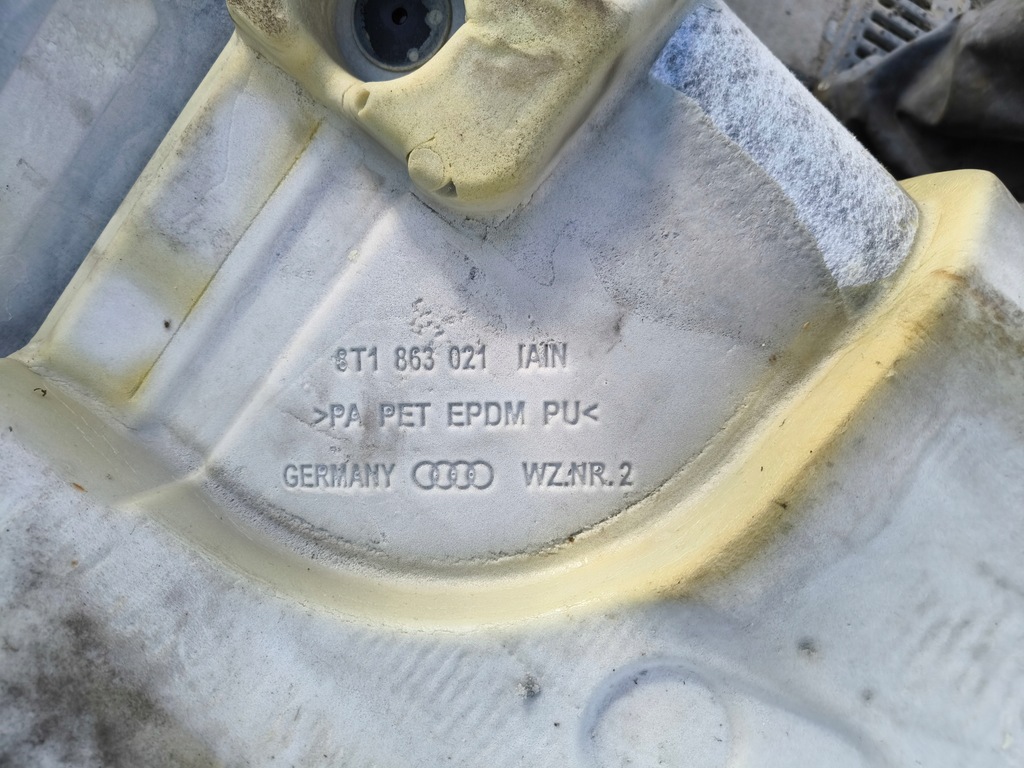 8T1 863 021 IAIN
>PA PET EPDM PU<
GERMANY WZ.NR.2